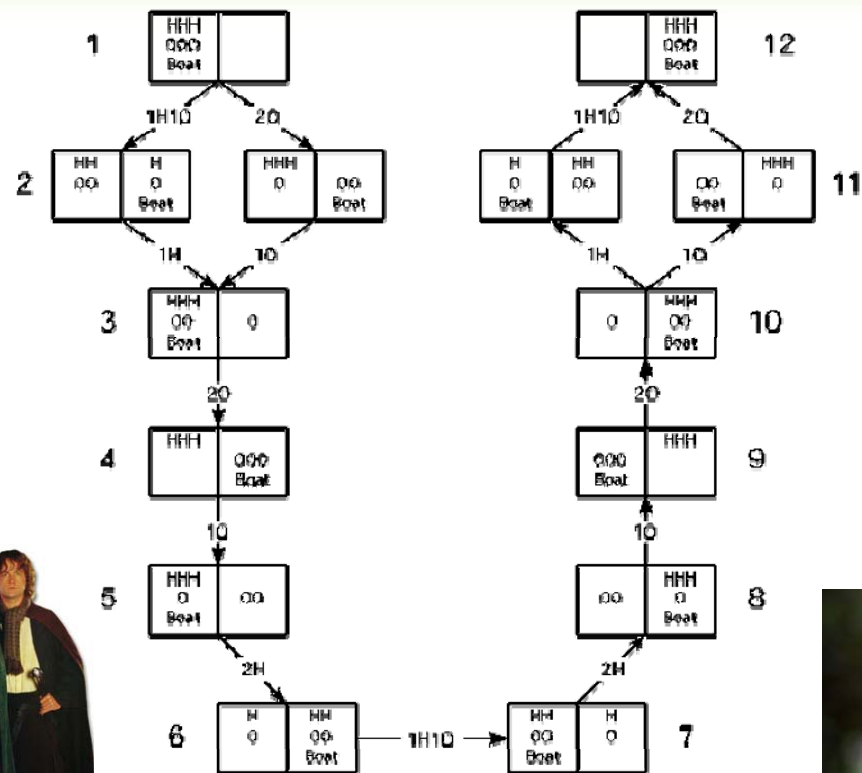 1
HHH
OOO
Boat
HHH
OOO
Boat
12
1H1O
2O
1H1O
2O
2
HH
OO
H
O
Boat
HHH
O
OO
Boat
H
O
Boat
HH
OO
OO
Boat
HHH
O
11
1H
1O
1H
1O
3
HHH
OO
Boat
O
O
HHH
OO
Boat
10
2O
2O
4
HHH
OOO
Boat
OOO
Boat
HHH
9
1O
1O
5
HHH
O
Boat
OO
OO
HHH
O
Boat
8
2H
2H
6
H
O
HH
OO
Boat
1H1O
HH
OO
Boat
H
O
7